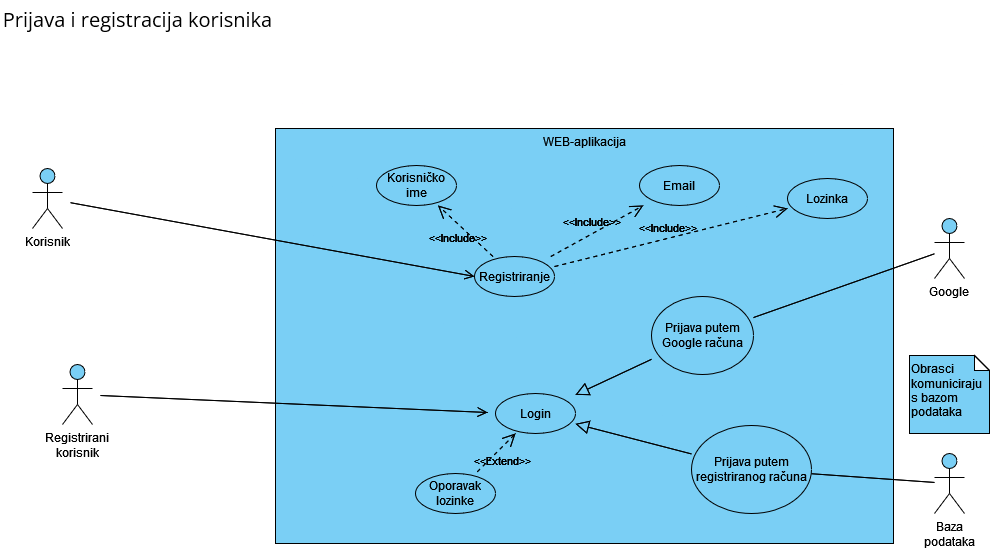 Prijava i registracija korisnika
WEB-aplikacija
Korisničko
ime
Email
Lozinka
<<Include>>
<<Include>>
<<Include>>
Korisnik
Registriranje
Google
Prijava putem
Google računa
Obrasci
komuniciraju
s bazom
podataka
Login
Registrirani
korisnik
<<Extend>>
Prijava putem
registriranog računa
Oporavak
lozinke
Baza
podataka